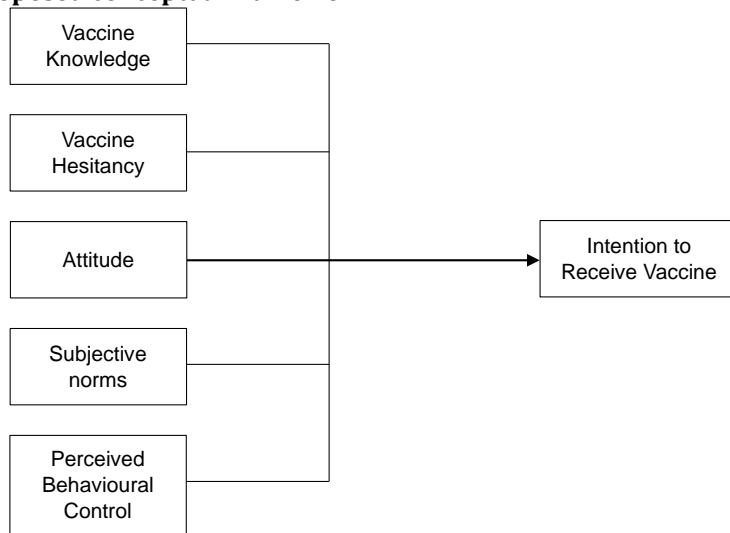 Vaccine
Knowledge
Vaccine
Hesitancy
Attitude
Subjective
norms
Perceived
Behavioural
Control
Intention to
Receive Vaccine